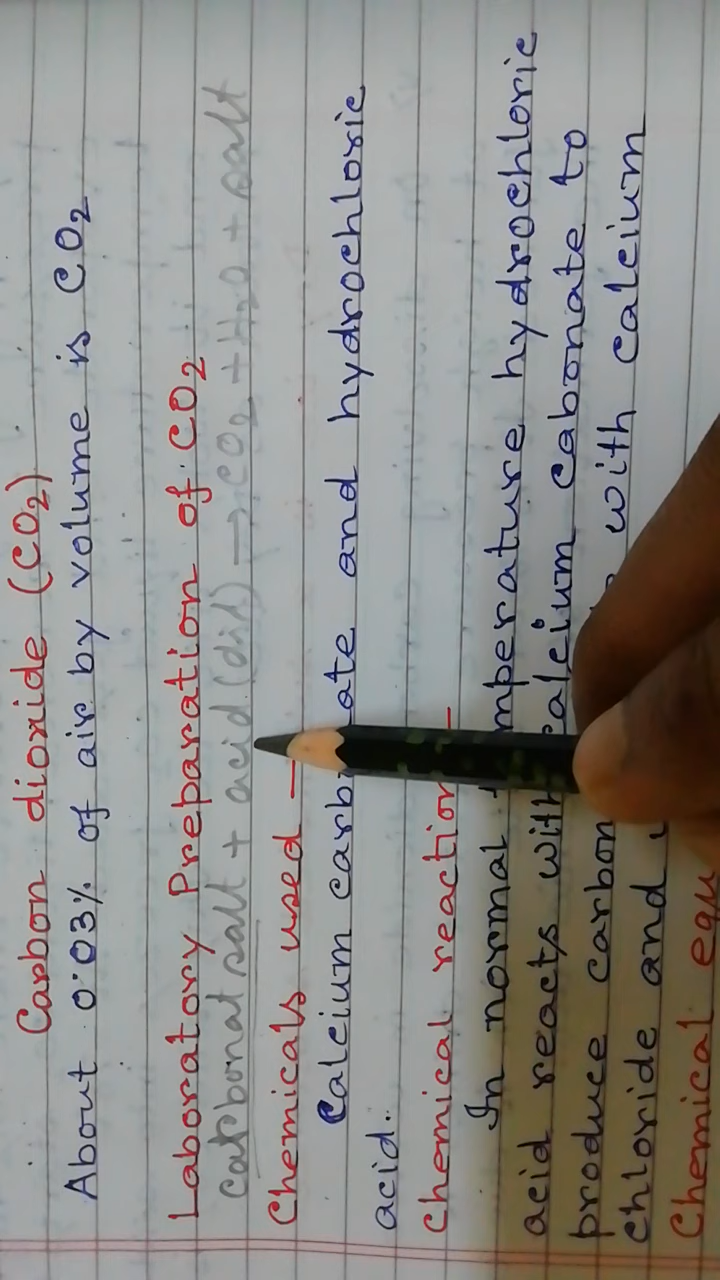 Carbon dioxide (CO₂)
About 0.03% of air by volume is CO₂
Laboratory Preparation of CO₂
Carbonat salt + acid (dil) → CO₂ + H₂O + salt
Chemicals used –
Calcium carb ate and hydrochloric
acid.
Chemical reaction –
In normal mperature hydrochloric
acid reacts with calcium cabonate to
produce carbon with calcium
chloride and
Chemical equ